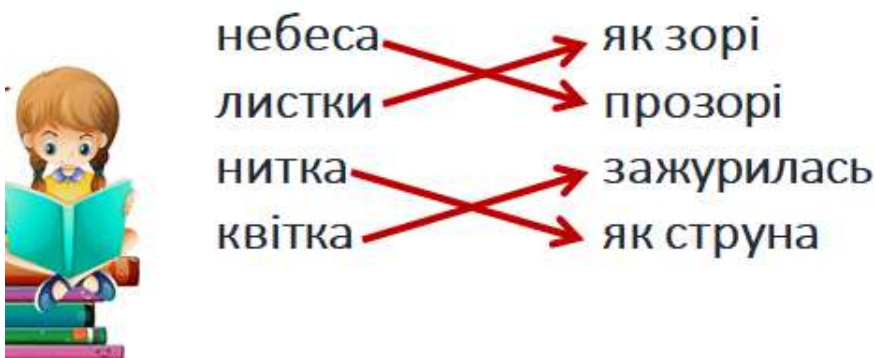 небеса як зорі
листки прозорі
нитка зажурилась
квітка як струна